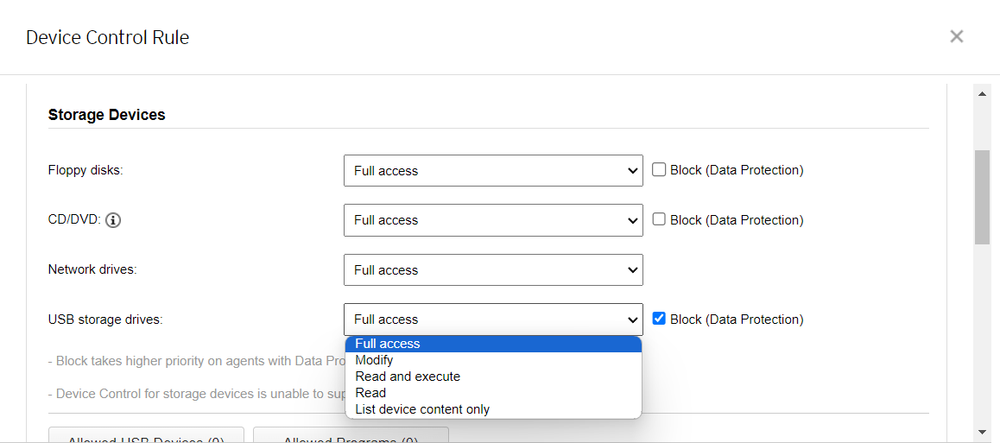 Device Control Rule
Storage Devices
Floppy disks: Full access Block (Data Protection)
CD/DVD: Full access Block (Data Protection)
Network drives: Full access
USB storage drives: Full access Block (Data Protection)
Full access
- Block takes higher priority on agents with Data Pro
Modify
Read and execute
Read
- Device Control for storage devices is unable to sup
List device content only
Allowed USB Devices (0) Allowed Programs (0)